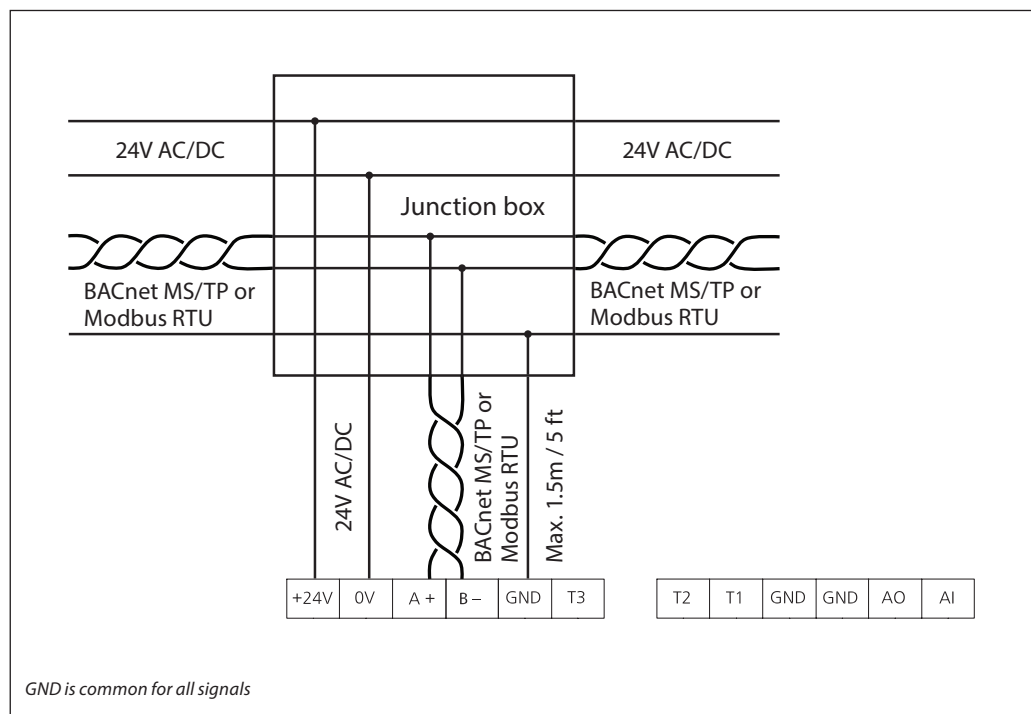 24V AC/DC
24V AC/DC
Junction box
BACnet MS/TP or
Modbus RTU
BACnet MS/TP or
Modbus RTU
24V AC/DC
BACnet MS/TP or
Modbus RTU
Max. 1.5m / 5 ft
+24V 0V A + B – GND T3 T2 T1 GND GND AO AI
GND is common for all signals